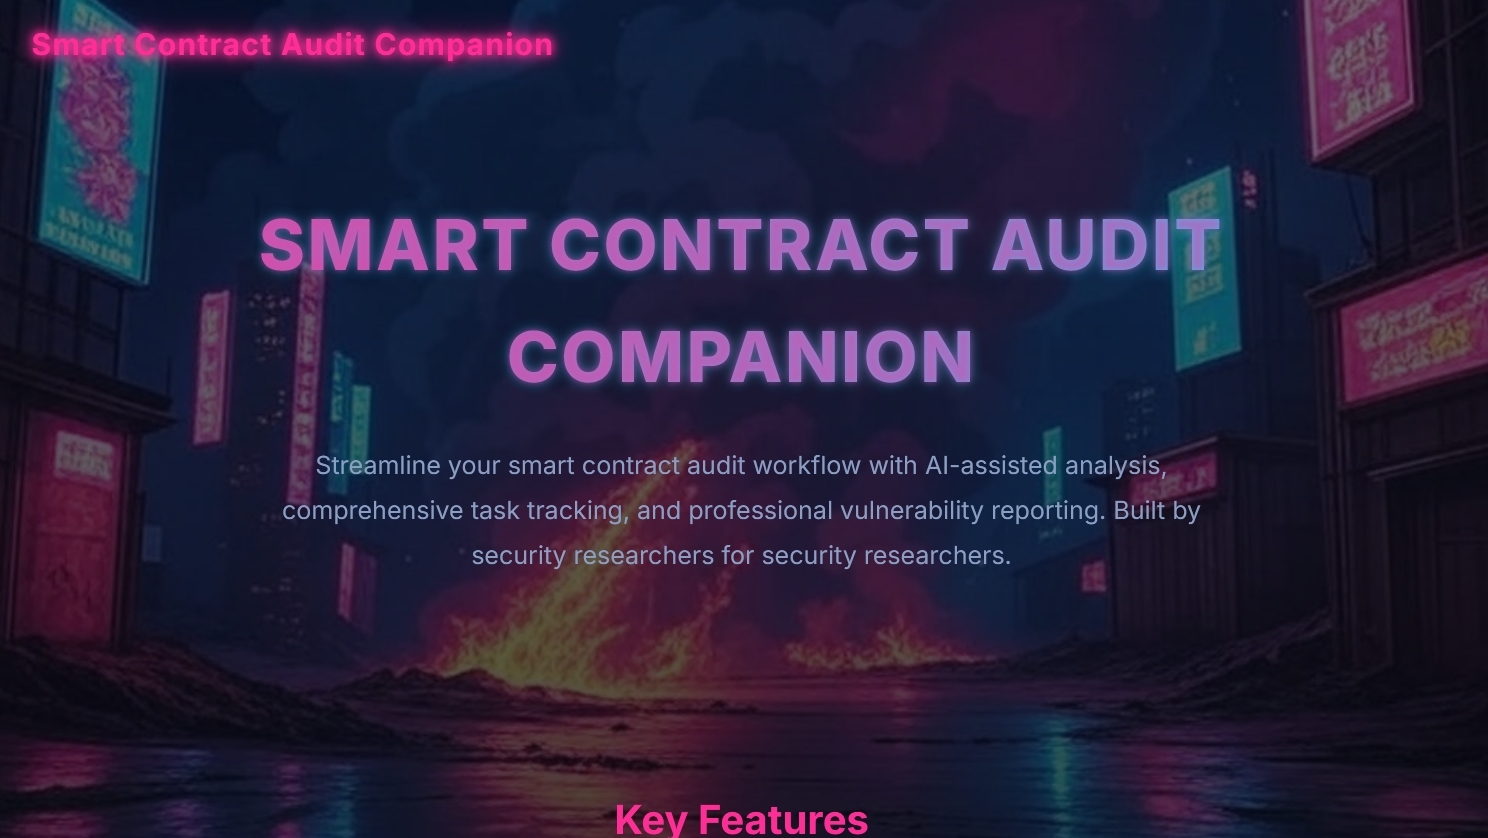 Smart Contract Audit Companion
SMART CONTRACT AUDIT
COMPANION
Streamline your smart contract audit workflow with AI-assisted analysis,
comprehensive task tracking, and professional vulnerability reporting. Built by
security researchers for security researchers.
Key Features